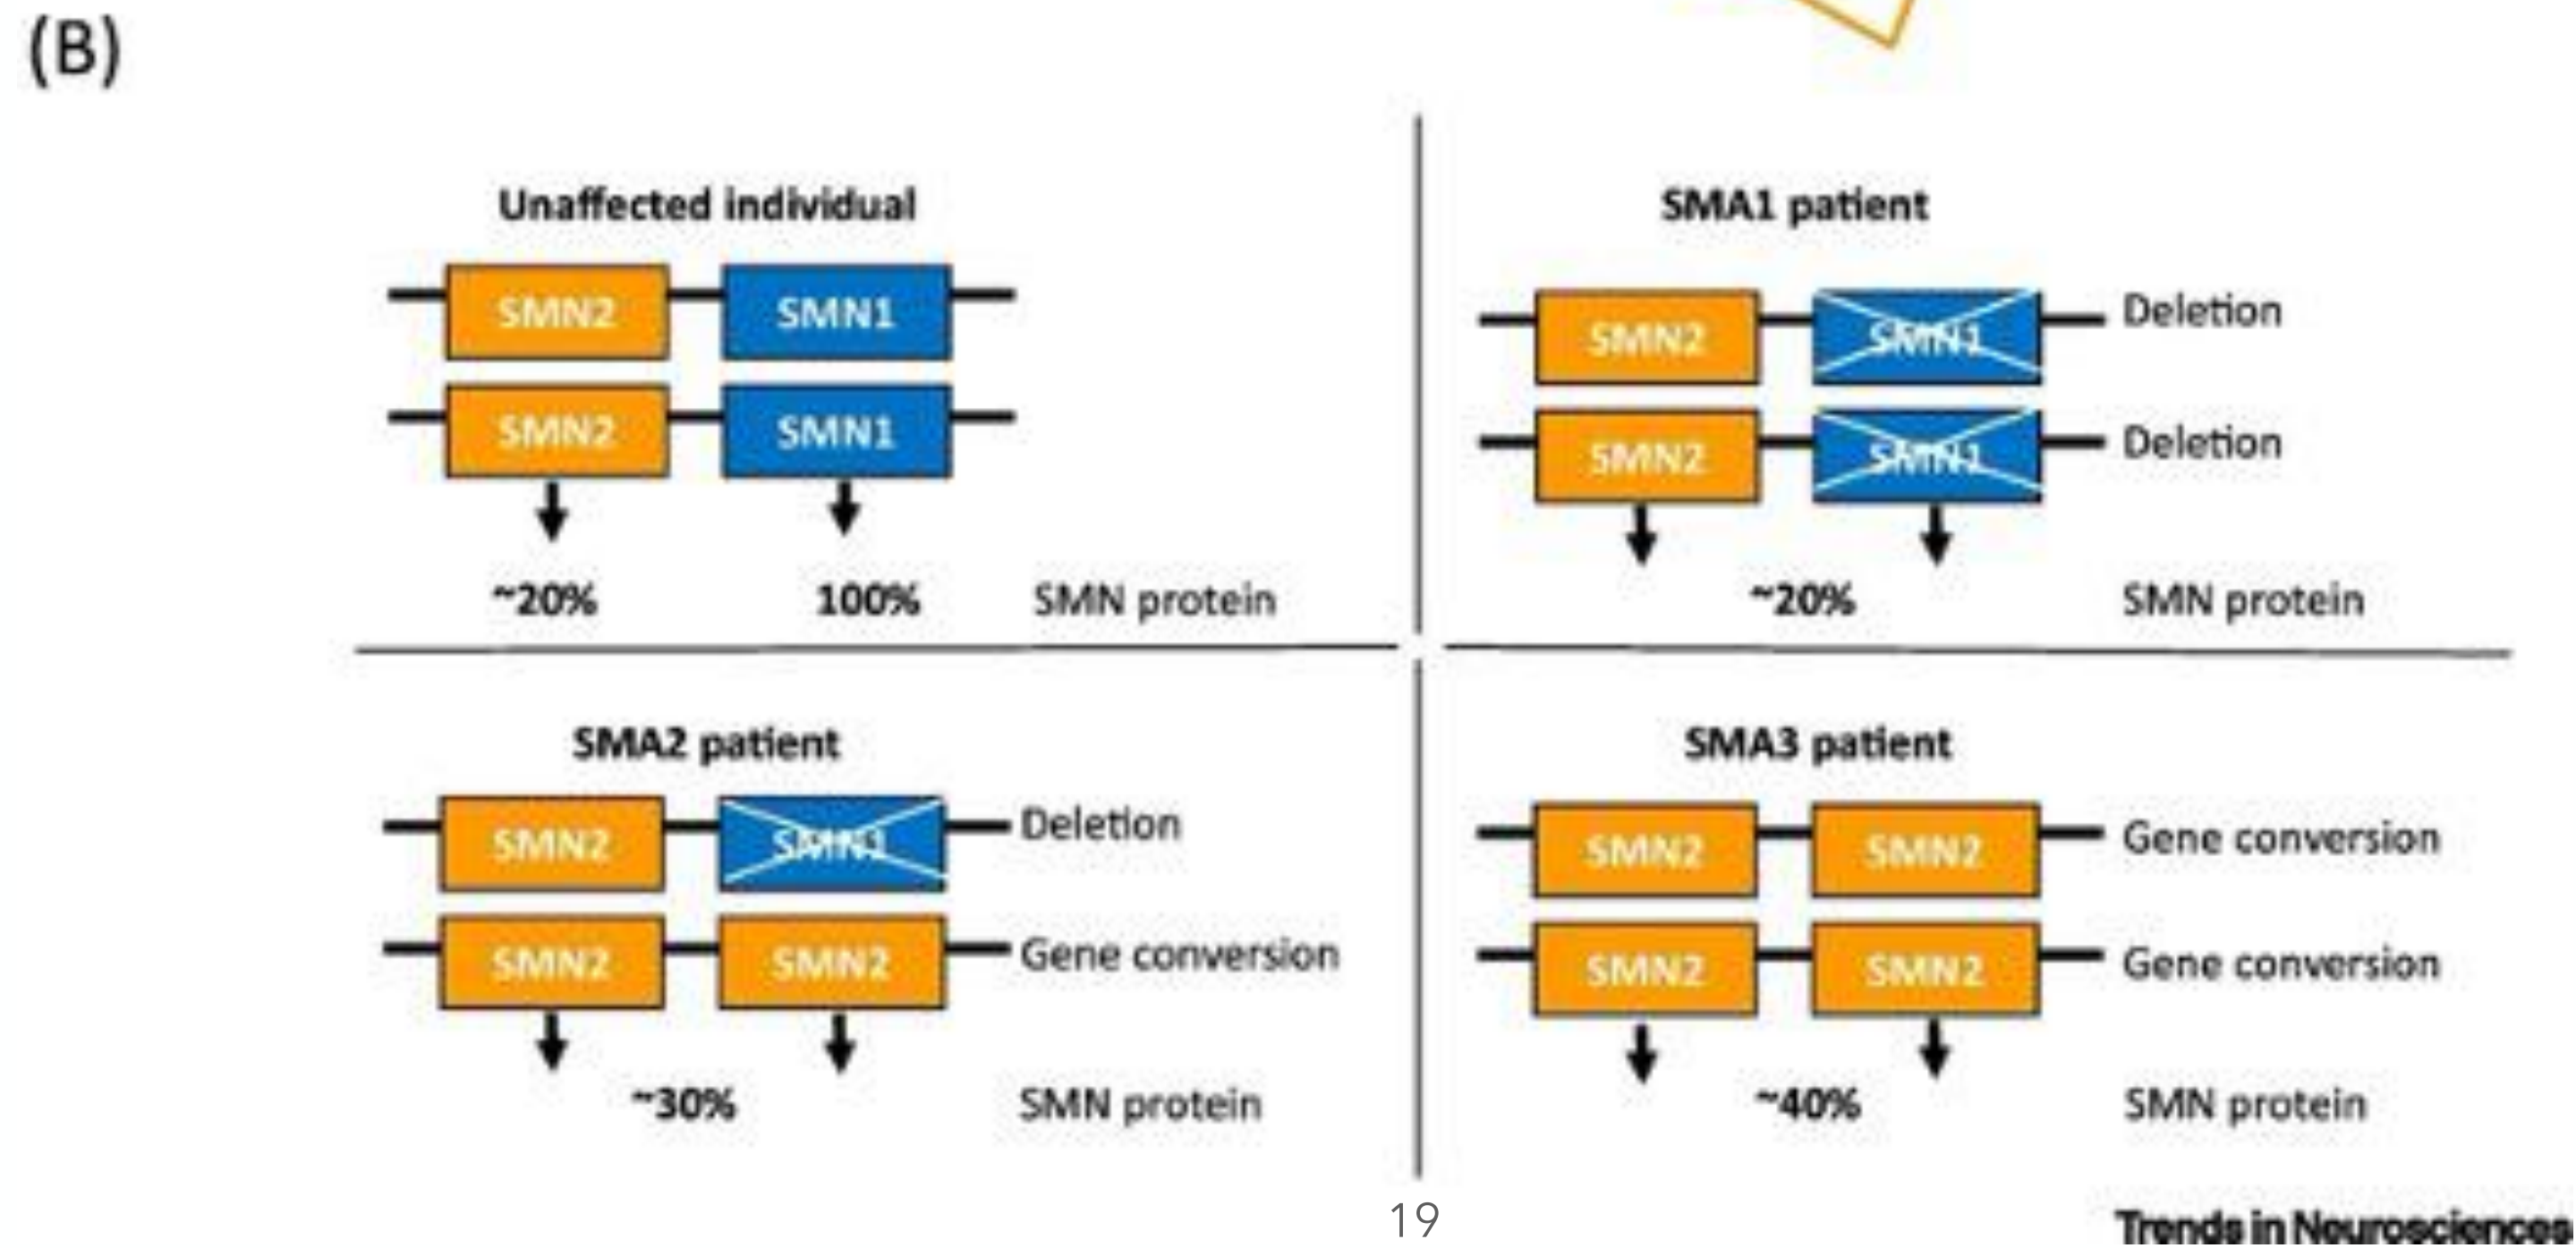 (B)
Unaffected individual
SMN2 SMN1
SMN2 SMN1
~20% 100% SMN protein
SMA1 patient
SMN2 SMN1 Deletion
SMN2 SMN1 Deletion
~20% SMN protein
SMA2 patient
SMN2 SMN1 Deletion
SMN2 SMN2 Gene conversion
~30% SMN protein
SMA3 patient
SMN2 SMN2 Gene conversion
SMN2 SMN2 Gene conversion
~40% SMN protein
19
Trends in Neurosciences